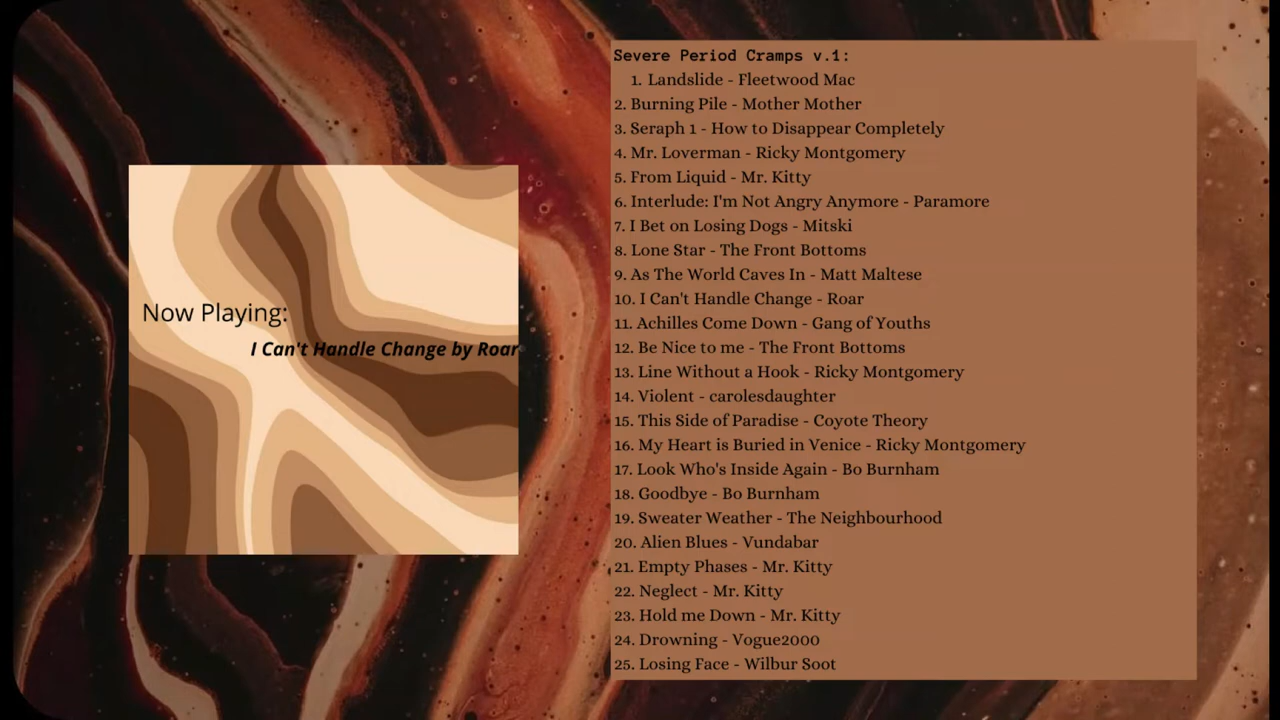 Now Playing:
I Can't Handle Change by Roar
Severe Period Cramps v.1:
1. Landslide - Fleetwood Mac
2. Burning Pile - Mother Mother
3. Seraph 1 - How to Disappear Completely
4. Mr. Loverman - Ricky Montgomery
5. From Liquid - Mr. Kitty
6. Interlude: I'm Not Angry Anymore - Paramore
7. I Bet on Losing Dogs - Mitski
8. Lone Star - The Front Bottoms
9. As The World Caves In - Matt Maltese
10. I Can't Handle Change - Roar
11. Achilles Come Down - Gang of Youths
12. Be Nice to me - The Front Bottoms
13. Line Without a Hook - Ricky Montgomery
14. Violent - carolesdaughter
15. This Side of Paradise - Coyote Theory
16. My Heart is Buried in Venice - Ricky Montgomery
17. Look Who's Inside Again - Bo Burnham
18. Goodbye - Bo Burnham
19. Sweater Weather - The Neighbourhood
20. Alien Blues - Vundabar
21. Empty Phases - Mr. Kitty
22. Neglect - Mr. Kitty
23. Hold me Down - Mr. Kitty
24. Drowning - Vogue2000
25. Losing Face - Wilbur Soot